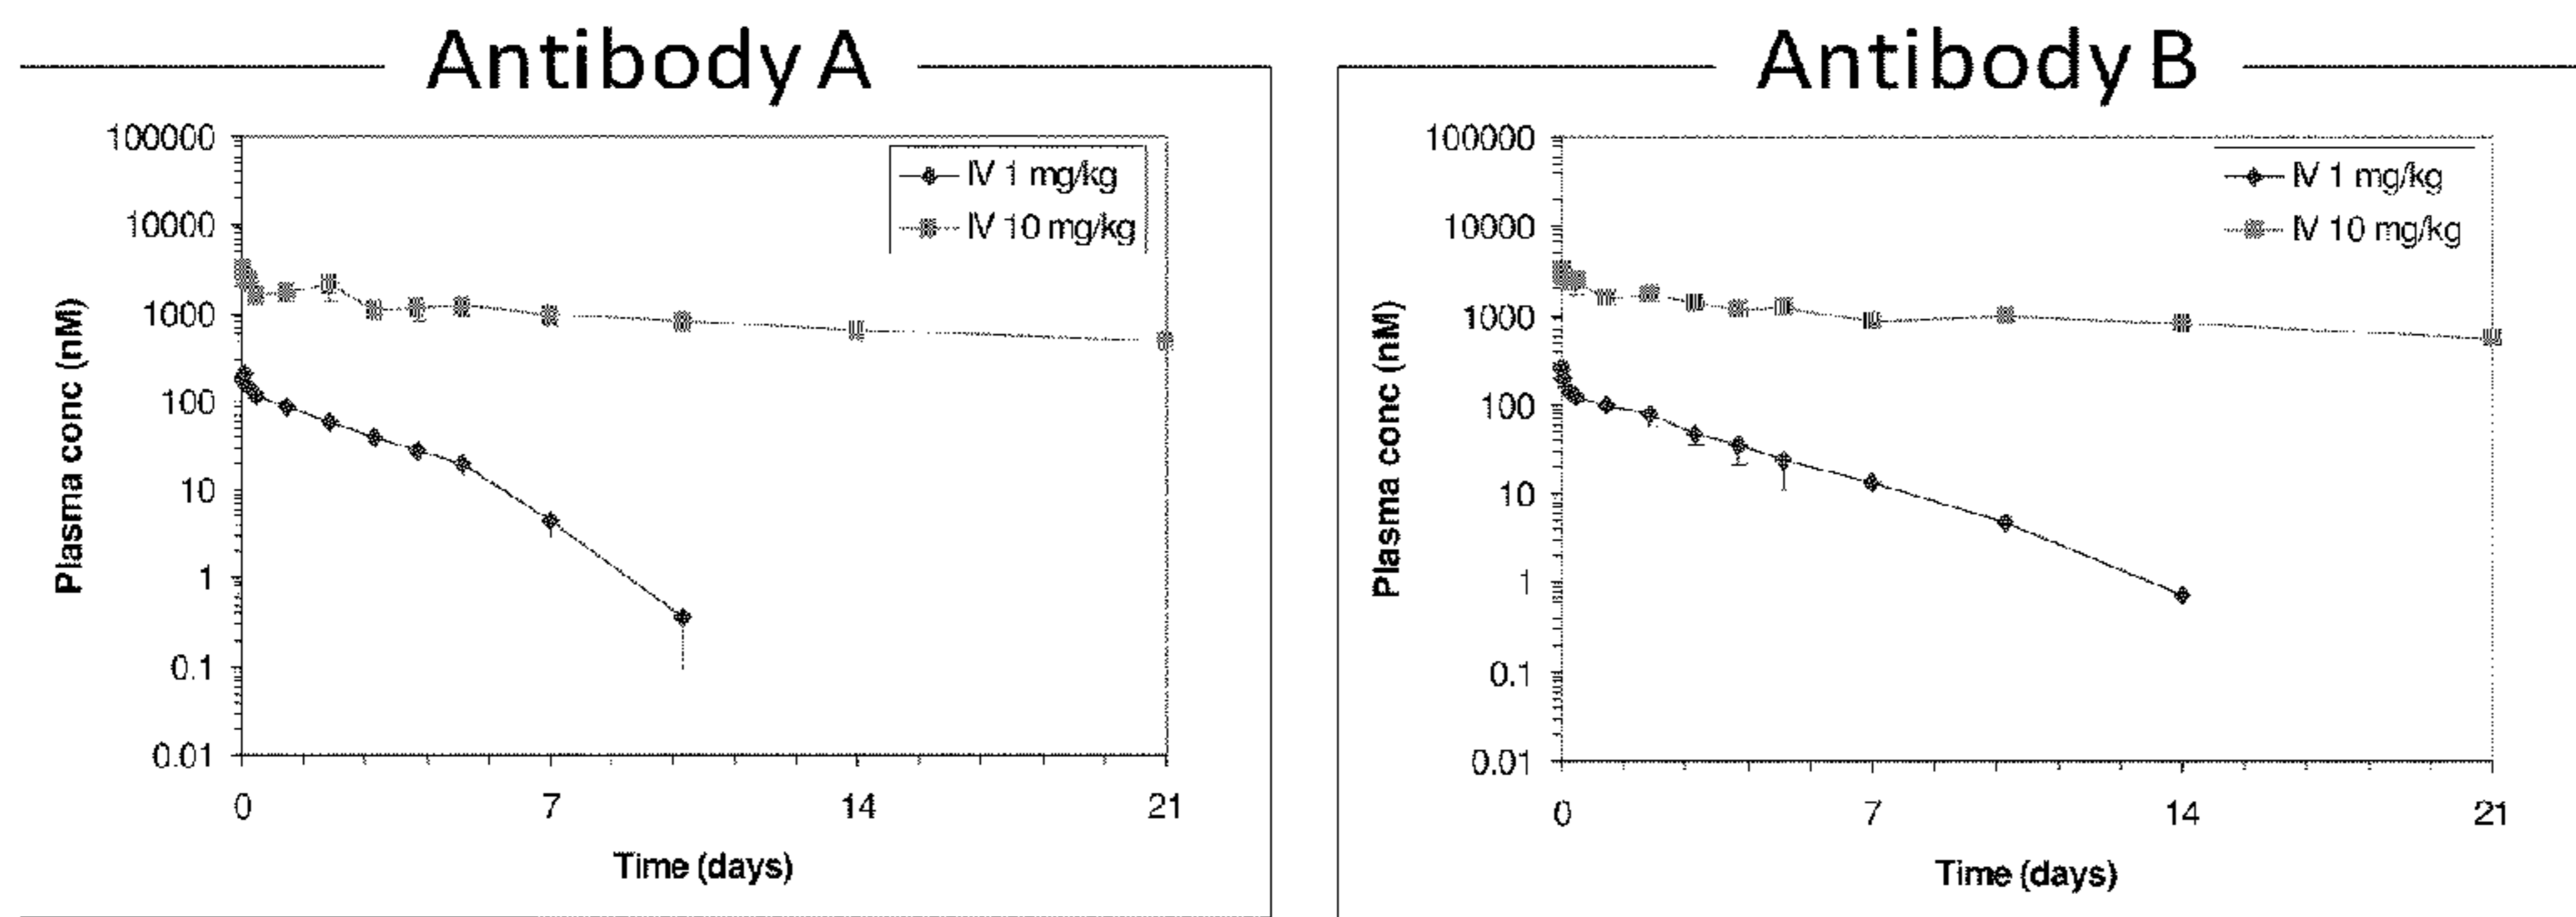 Antibody A
100000
10000
1000
100
10
1
0.1
0.01
Plasma conc (nM)
IV 1 mg/kg
IV 10 mg/kg
0 7 14 21
Time (days)
Antibody B
100000
10000
1000
100
10
1
0.1
0.01
Plasma conc (nM)
IV 1 mg/kg
IV 10 mg/kg
0 7 14 21
Time (days)